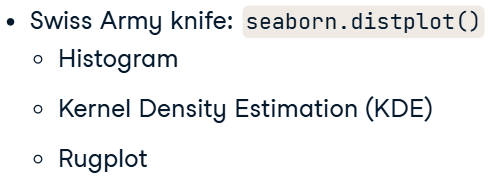 • Swiss Army knife: seaborn.distplot()
○ Histogram
○ Kernel Density Estimation (KDE)
○ Rugplot